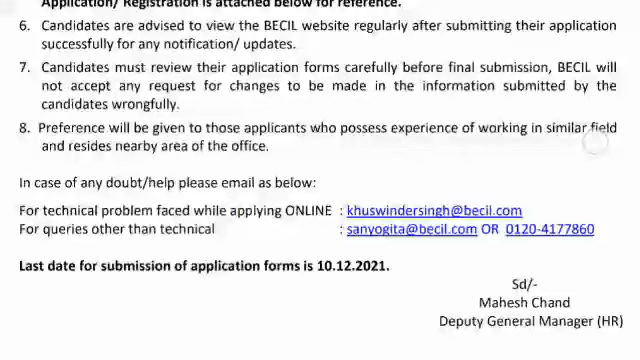 Application/ Registration is attached below for reference.
6. Candidates are advised to view the BECIL website regularly after submitting their application
successfully for any notification/ updates.
7. Candidates must review their application forms carefully before final submission, BECIL will
not accept any request for changes to be made in the information submitted by the
candidates wrongfully.
8. Preference will be given to those applicants who possess experience of working in similar field
and resides nearby area of the office.
In case of any doubt/help please email as below:
For technical problem faced while applying ONLINE : khuswindersingh@becil.com
For queries other than technical : sanyogita@becil.com OR 0120-4177860
Last date for submission of application forms is 10.12.2021.
Sd/-
Mahesh Chand
Deputy General Manager (HR)